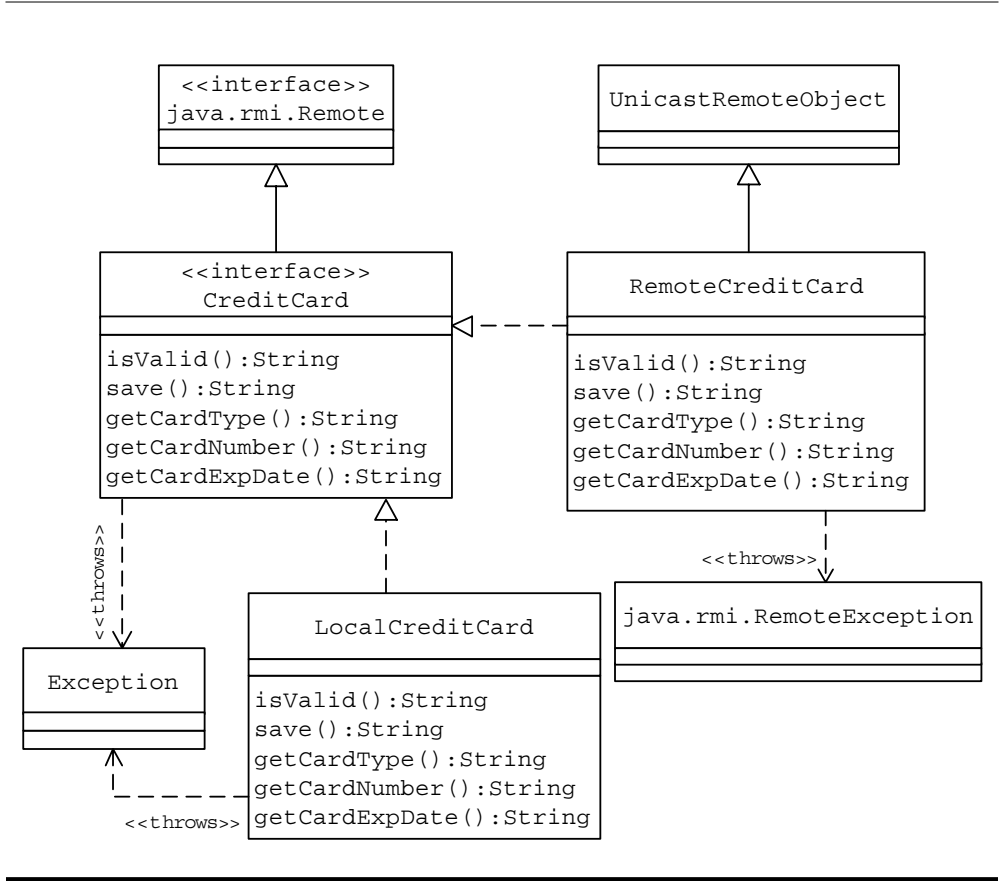 <<interface>>
java.rmi.Remote
UnicastRemoteObject
<<interface>>
CreditCard
isValid():String
save():String
getCardType():String
getCardNumber():String
getCardExpDate():String
RemoteCreditCard
isValid():String
save():String
getCardType():String
getCardNumber():String
getCardExpDate():String
<<throws>>
<<throws>>
Exception
LocalCreditCard
isValid():String
save():String
getCardType():String
getCardNumber():String
getCardExpDate():String
java.rmi.RemoteException
<<throws>>